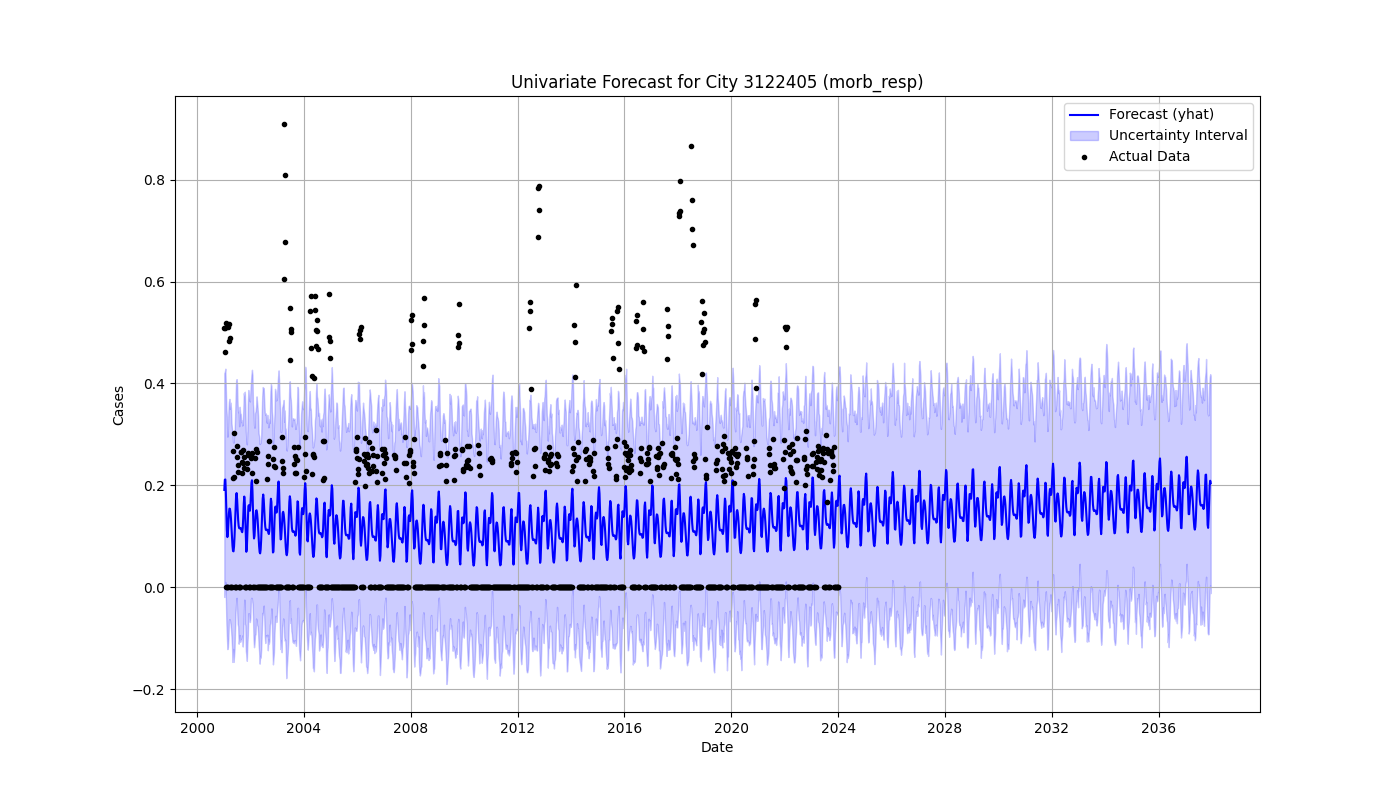 Univariate Forecast for City 3122405 (morb_resp)
Forecast (yhat)
Uncertainty Interval
Actual Data
Cases
0.8
0.6
0.4
0.2
0.0
−0.2
2000 2004 2008 2012 2016 2020 2024 2028 2032 2036
Date